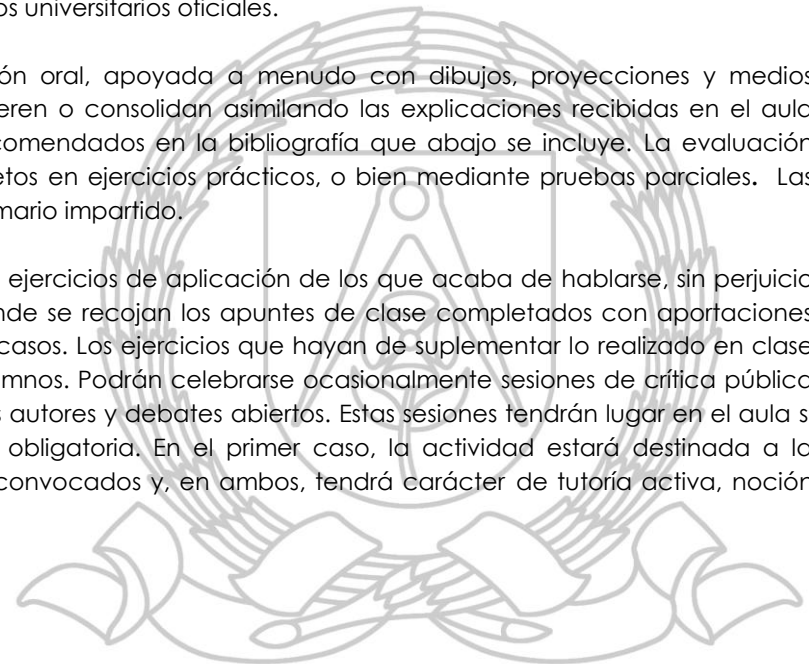 os universitarios oficiales.
ón oral, apoyada a menudo con dibujos, proyecciones y medios
eren o consolidan asimilando las explicaciones recibidas en el aula
comendados en la bibliografía que abajo se incluye. La evaluación
etos en ejercicios prácticos, o bien mediante pruebas parciales. Las
mario impartido.
ejercicios de aplicación de los que acaba de hablarse, sin perjuicio
nde se recojan los apuntes de clase completados con aportaciones
casos. Los ejercicios que hayan de suplementar lo realizado en clase
umnos. Podrán celebrarse ocasionalmente sesiones de crítica pública
s autores y debates abiertos. Estas sesiones tendrán lugar en el aula s
obligatoria. En el primer caso, la actividad estará destinada a la
convocados y, en ambos, tendrá carácter de tutoría activa, noción